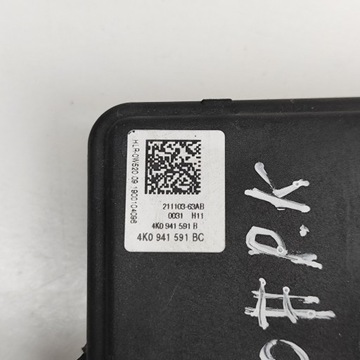 211103-63AB
0031 H11
4K0 941 591 B
4K0 941 591 BC
#P.K